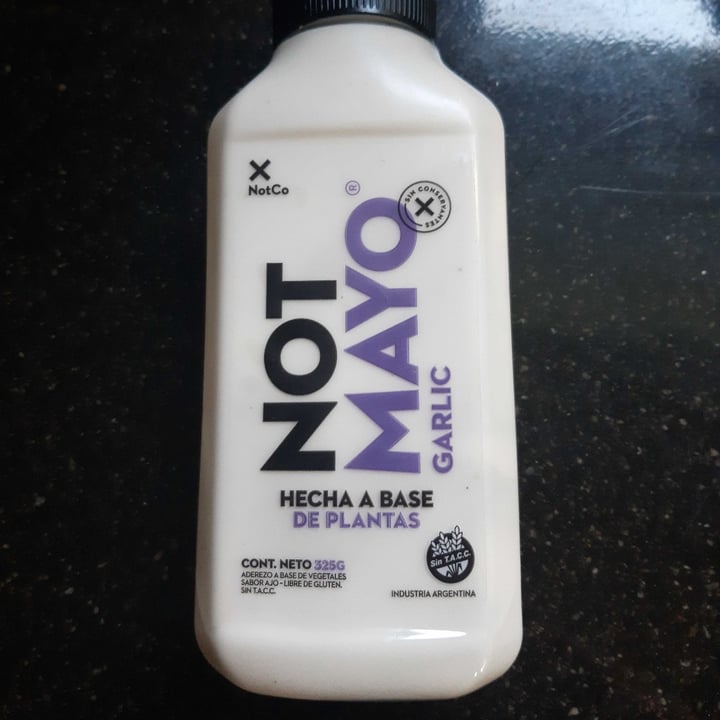 NotCo
SIN CONSERVANTES
NOT
MAYO®
GARLIC
HECHA A BASE
DE PLANTAS
CONT. NETO 325G
ADEREZO A BASE DE VEGETALES
SABOR AJO - LIBRE DE GLUTEN.
SIN T.A.C.C.
Sin T.A.C.C.
INDUSTRIA ARGENTINA